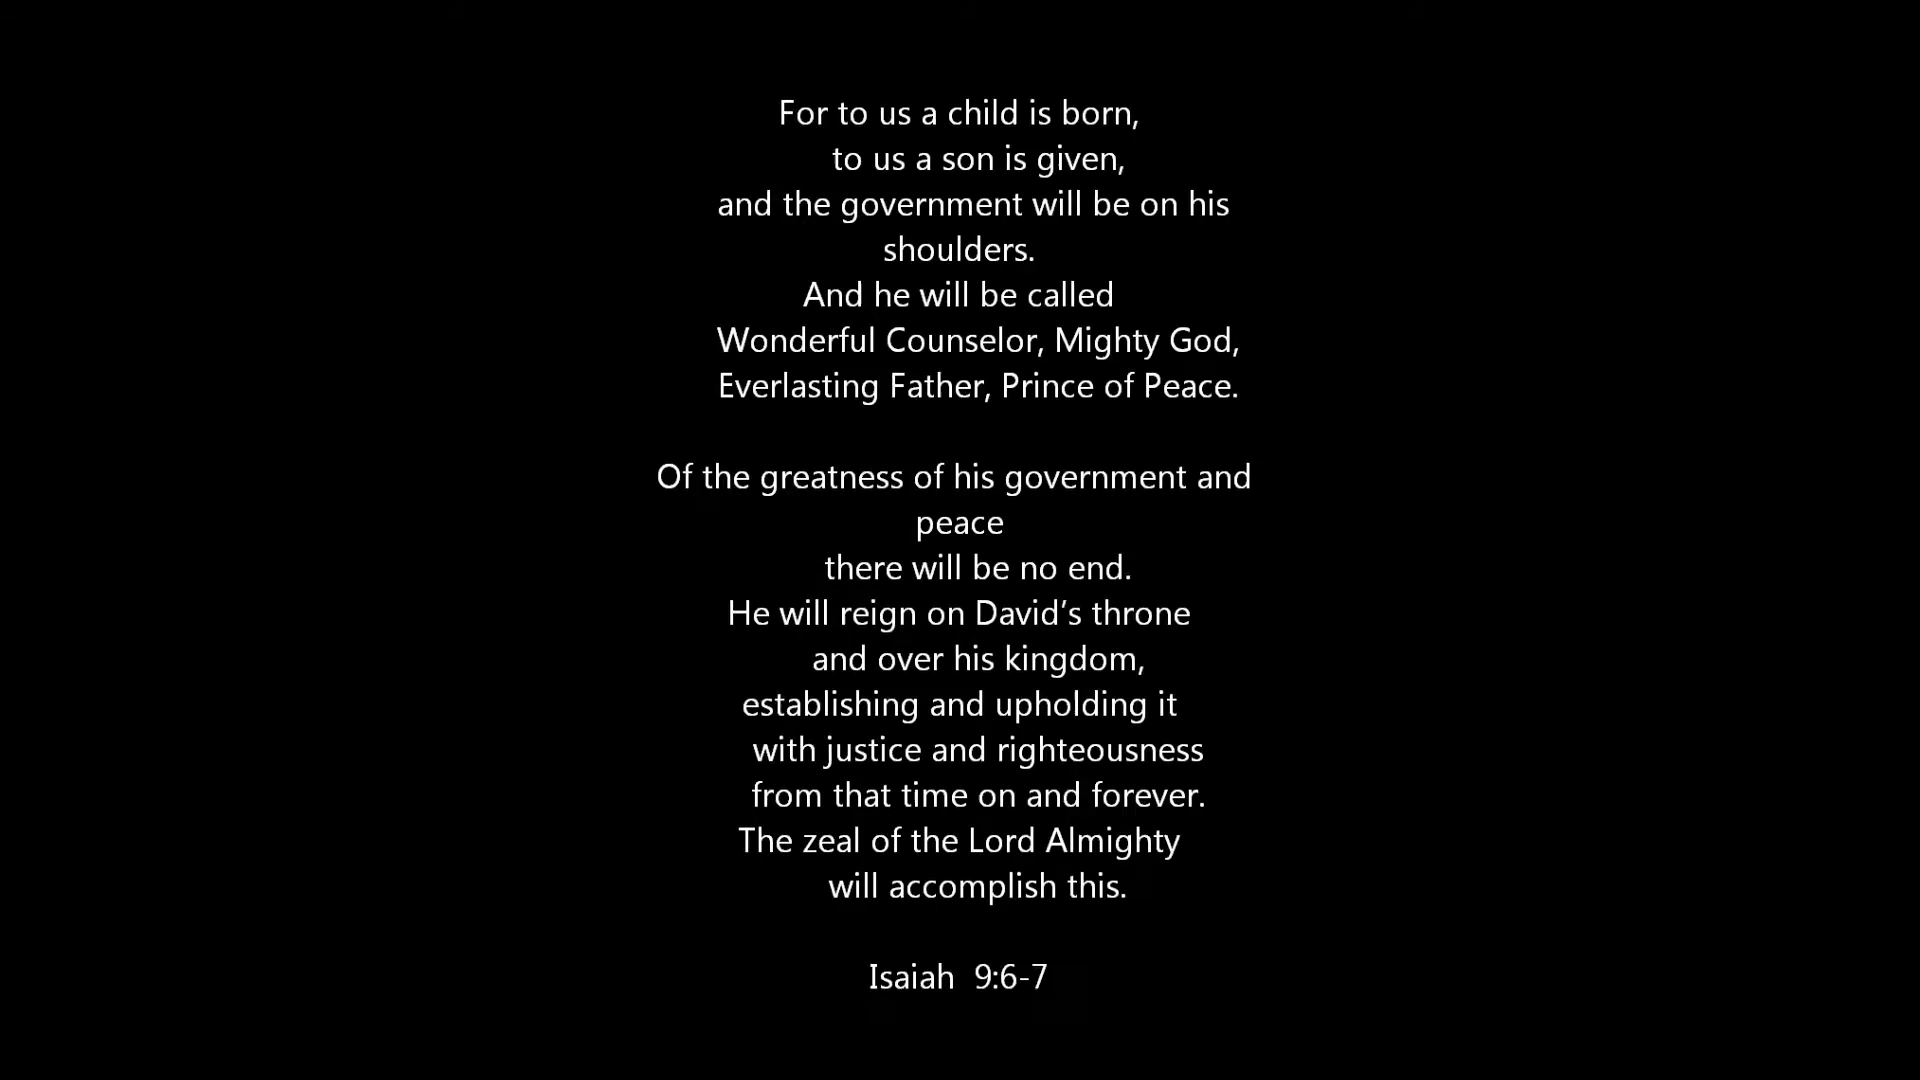 For to us a child is born,
to us a son is given,
and the government will be on his
shoulders.
And he will be called
Wonderful Counselor, Mighty God,
Everlasting Father, Prince of Peace.
Of the greatness of his government and
peace
there will be no end.
He will reign on David’s throne
and over his kingdom,
establishing and upholding it
with justice and righteousness
from that time on and forever.
The zeal of the Lord Almighty
will accomplish this.
Isaiah  9:6-7